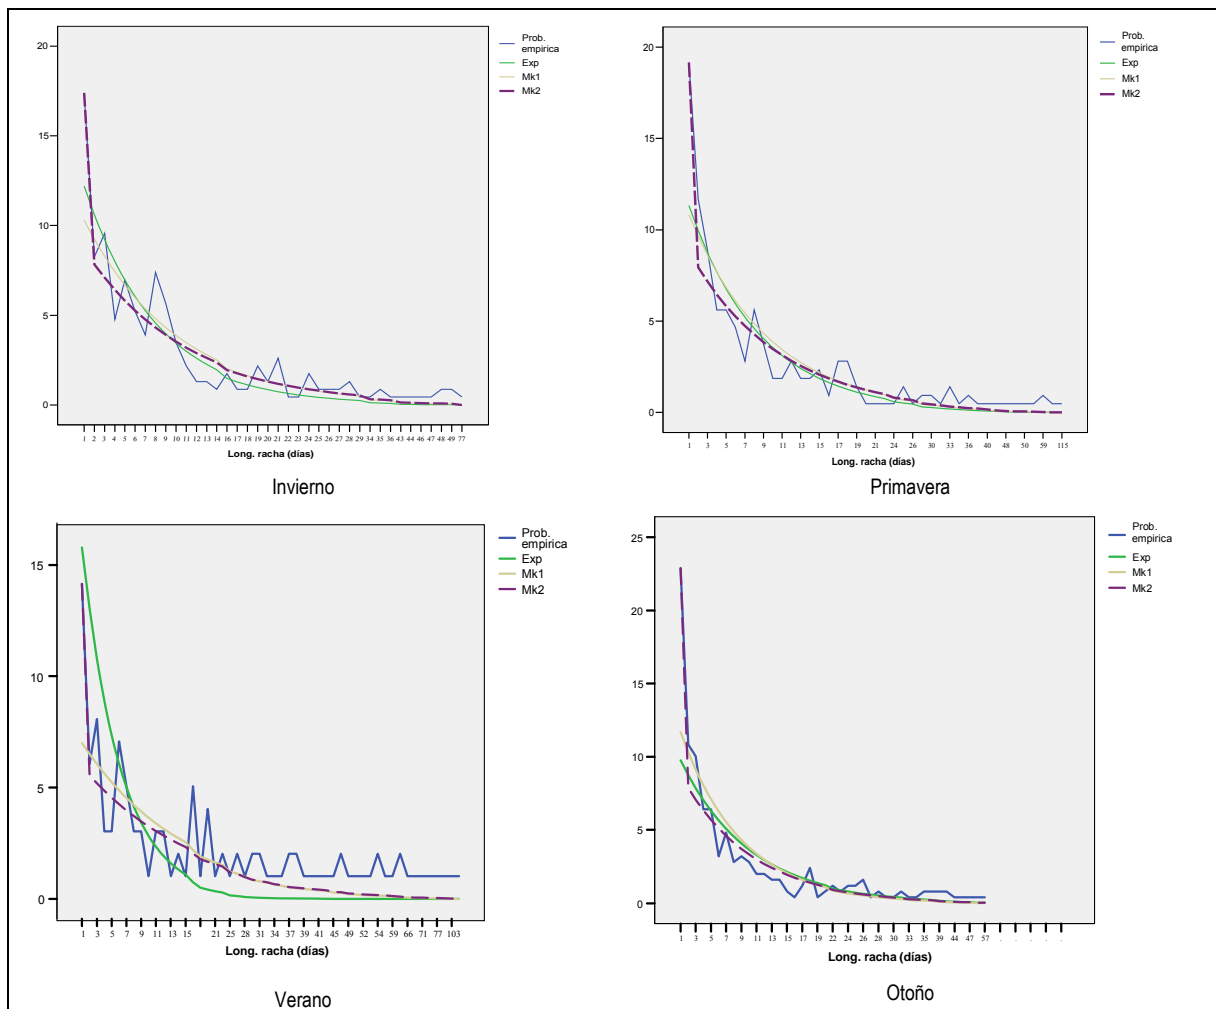 20
15
10
5
0
1 2 3 4 5 6 7 8 9 10 11 12 13 14 16 17 19 20 21 22 23 24 25 26 27 28 29 34 35 36 43 44 46 47 48 49 77
Long. racha (días)
Prob.
empirica
Exp
Mk1
Mk2
Invierno
20
15
10
5
0
1 3 5 7 9 11 13 15 17 19 21 24 26 30 33 36 40 48 50 59 115
Long. racha (días)
Prob.
empirica
Exp
Mk1
Mk2
Primavera
15
10
5
0
1 3 5 7 9 11 13 15 21 25 28 31 34 37 39 41 45 49 52 54 59 66 71 77 103
Long. racha (días)
Prob.
empirica
Exp
Mk1
Mk2
Verano
25
20
15
10
5
0
1 3 5 7 9 11 13 15 17 19 22 24 26 28 30 33 35 39 44 47 57 . . . . .
Long. racha (días)
Prob.
empirica
Exp
Mk1
Mk2
Otoño